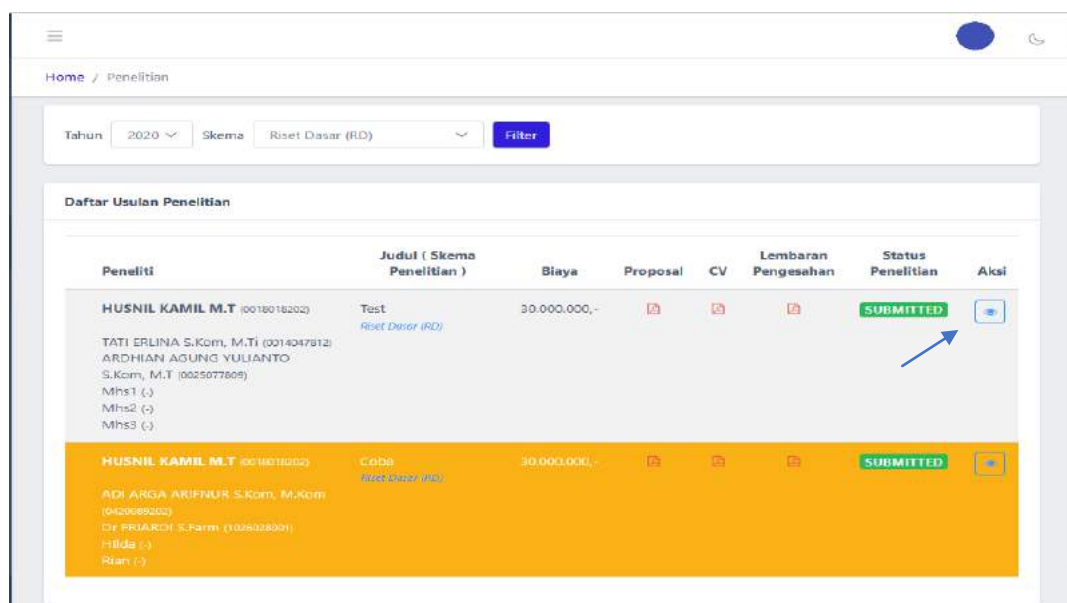 Home / Penelitian
Tahun 2020 Skema Riset Dasar (RD) Filter
Daftar Usulan Penelitian
Peneliti Judul ( Skema Penelitian ) Biaya Proposal CV Lembaran Pengesahan Status Penelitian Aksi
HUSNIL KAMIL M.T (0018018202) Test 30.000.000,- SUBMITTED
Riset Dasar (RD)
TATI ERLINA S.Kom, M.Ti (0014047812)
ARDHIAN AGUNG YULIANTO
S.Kom, M.T (0025077809)
Mhs1 (-)
Mhs2 (-)
Mhs3 (-)
HUSNIL KAMIL M.T (0018018202) Coba 30.000.000,- SUBMITTED
Riset Dasar (RD)
ADI ARGA ARIFNUR S.Kom, M.Kom
(0420089202)
Dr FRIARDI S.Farm (1026028001)
Hilda (-)
Rian (-)